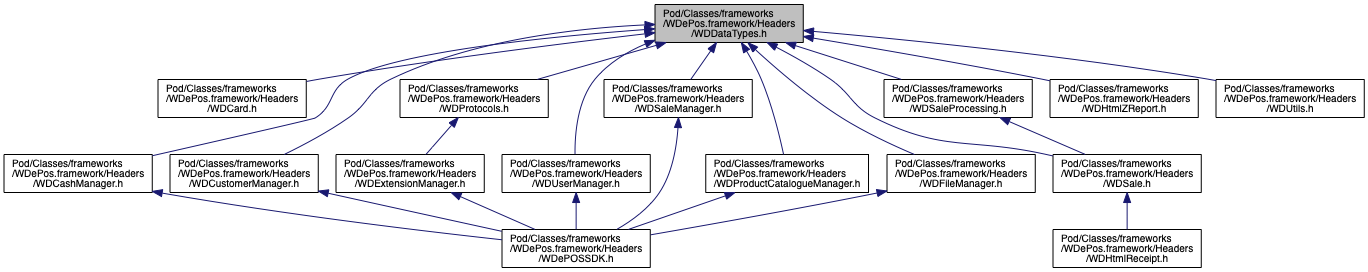 Pod/Classes/frameworks
/WDePos.framework/Headers
/WDDataTypes.h
Pod/Classes/frameworks
/WDePos.framework/Headers
/WDCard.h
Pod/Classes/frameworks
/WDePos.framework/Headers
/WDProtocols.h
Pod/Classes/frameworks
/WDePos.framework/Headers
/WDSaleManager.h
Pod/Classes/frameworks
/WDePos.framework/Headers
/WDSaleProcessing.h
Pod/Classes/frameworks
/WDePos.framework/Headers
/WDHtmlZReport.h
Pod/Classes/frameworks
/WDePos.framework/Headers
/WDUtils.h
Pod/Classes/frameworks
/WDePos.framework/Headers
/WDCashManager.h
Pod/Classes/frameworks
/WDePos.framework/Headers
/WDCustomerManager.h
Pod/Classes/frameworks
/WDePos.framework/Headers
/WDExtensionManager.h
Pod/Classes/frameworks
/WDePos.framework/Headers
/WDUserManager.h
Pod/Classes/frameworks
/WDePos.framework/Headers
/WDProductCatalogueManager.h
Pod/Classes/frameworks
/WDePos.framework/Headers
/WDFileManager.h
Pod/Classes/frameworks
/WDePos.framework/Headers
/WDSale.h
Pod/Classes/frameworks
/WDePos.framework/Headers
/WDePOSSDK.h
Pod/Classes/frameworks
/WDePos.framework/Headers
/WDHtmlReceipt.h